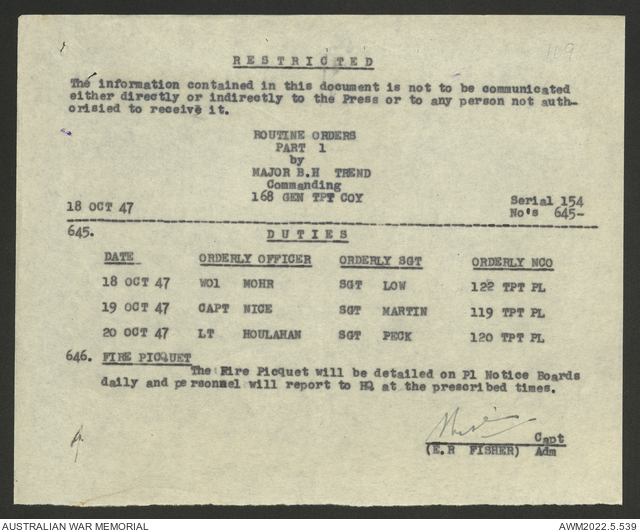 109
R E S T R I C T E D
The information contained in this document is not to be communicated
either directly or indirectly to the Press or to any person not auth-
orisied to receive it.
ROUTINE ORDERS
PART 1
by
MAJOR B.H TREND
Commanding
168 GEN TPT COY
18 OCT 47
Serial 154
No's 645-
645. D U T I E S
DATE ORDERLY OFFICER ORDERLY SGT ORDERLY NCO
18 OCT 47 WO1 MOHR SGT LOW 122 TPT PL
19 OCT 47 CAPT NICE SGT MARTIN 119 TPT PL
20 OCT 47 LT HOULAHAN SGT PECK 120 TPT PL
646. FIRE PICQUET
The Fire Picquet will be detailed on Pl Notice Boards
daily and personnel will report to HQ at the prescribed times.
Capt
(E.R FISHER) Adm
AUSTRALIAN WAR MEMORIAL
AWM2022.5.539